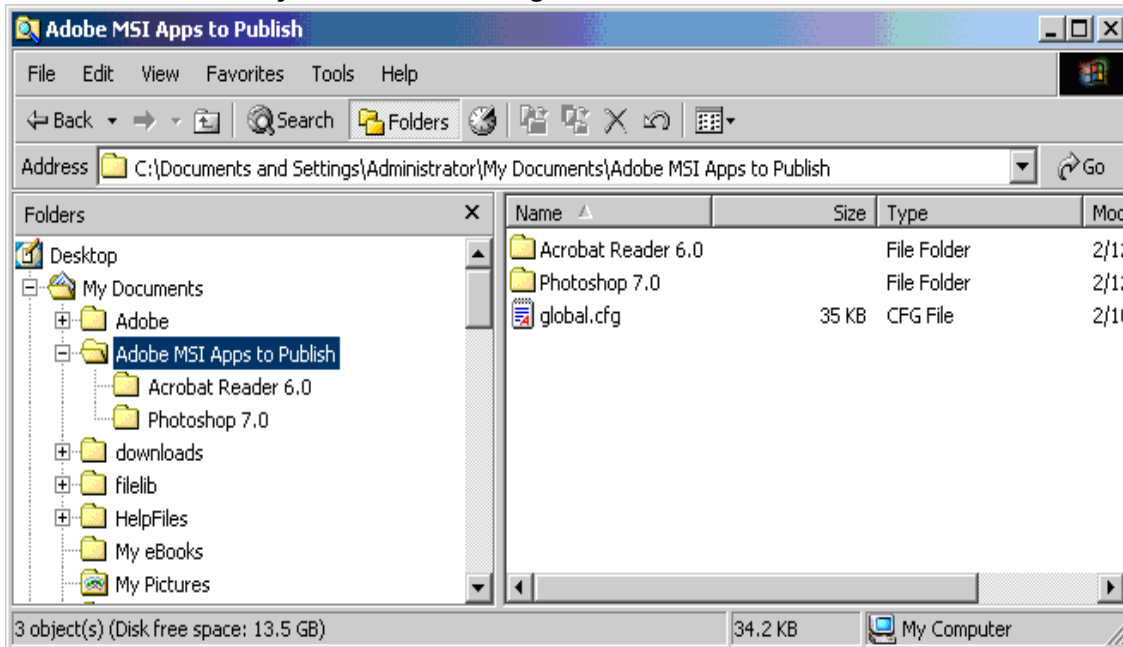 Adobe MSI Apps to Publish
File Edit View Favorites Tools Help
Back Search Folders
Address C:\Documents and Settings\Administrator\My Documents\Adobe MSI Apps to Publish Go
Folders Name Size Type
Desktop
My Documents
Adobe
Adobe MSI Apps to Publish
Acrobat Reader 6.0
Photoshop 7.0
downloads
filelib
HelpFiles
My eBooks
My Pictures
Acrobat Reader 6.0 File Folder
Photoshop 7.0 File Folder
global.cfg 35 KB CFG File
3 object(s) (Disk free space: 13.5 GB) 34.2 KB My Computer